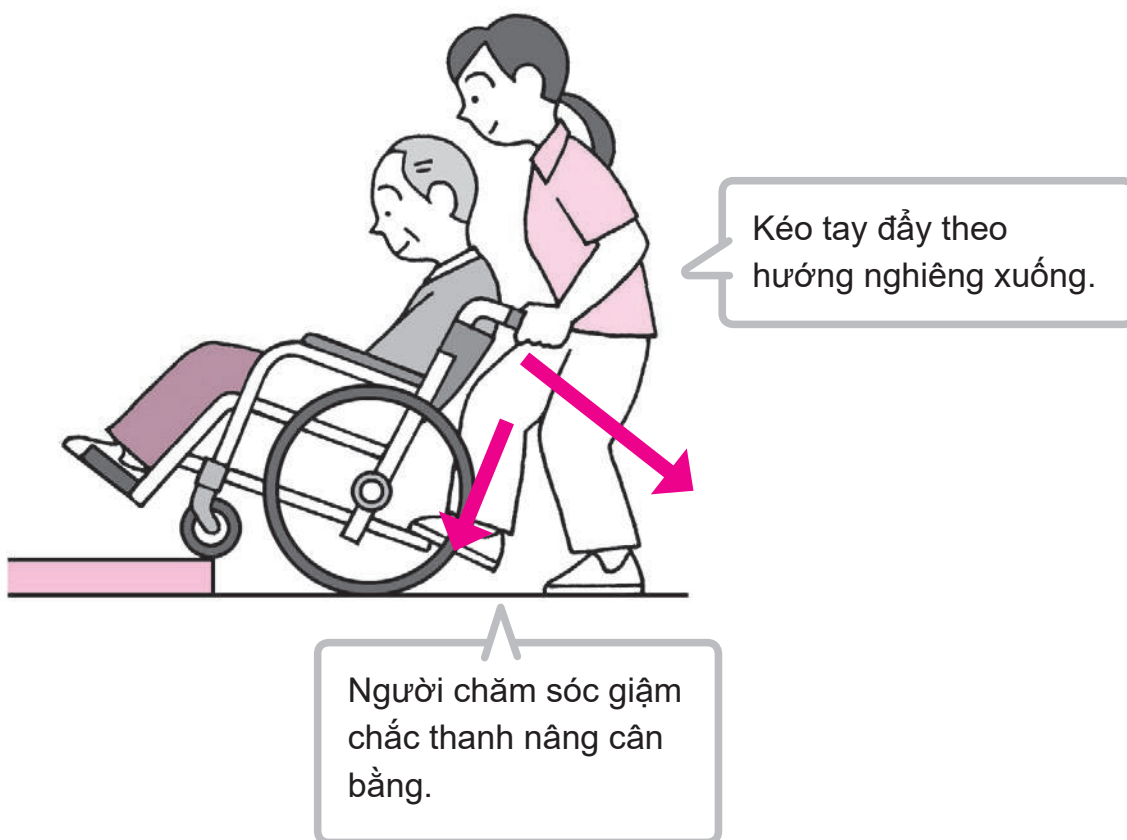 Kéo tay đẩy theo
hướng nghiêng xuống.
Người chăm sóc giậm
chắc thanh nâng cân
bằng.